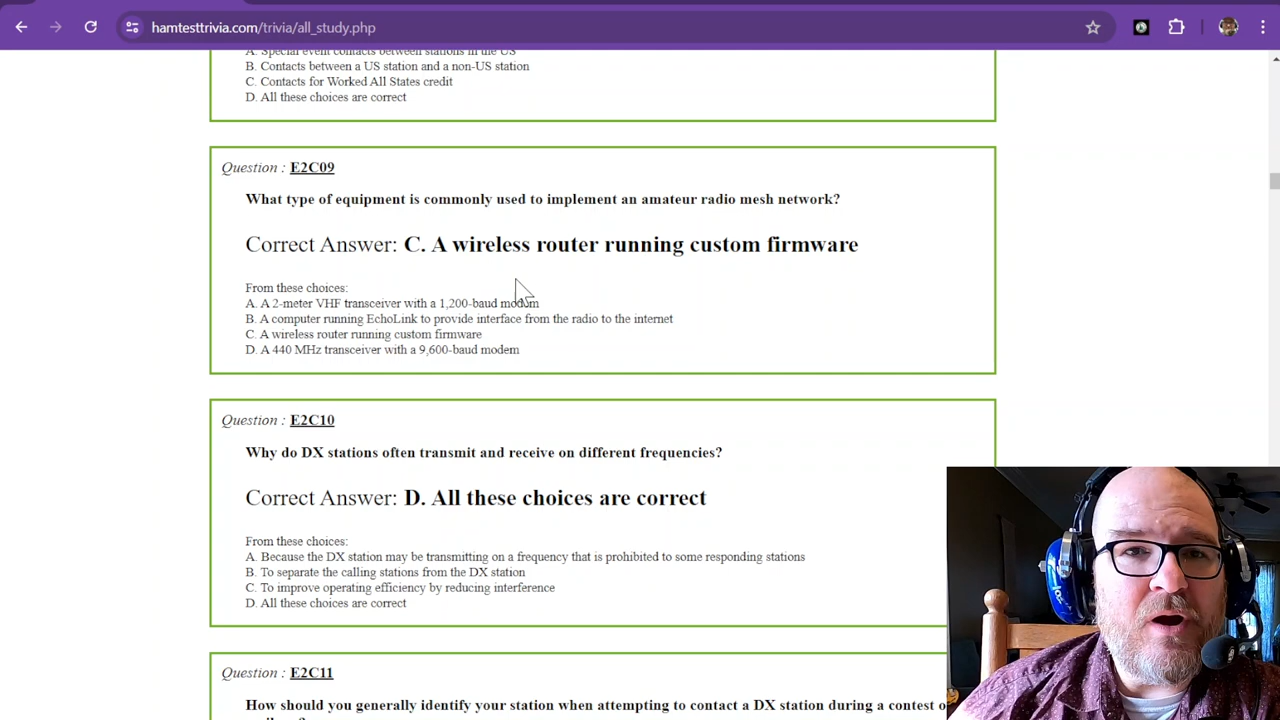 hamtesttrivia.com/trivia/all_study.php
A. Special event contacts between stations in the US
B. Contacts between a US station and a non-US station
C. Contacts for Worked All States credit
D. All these choices are correct
Question : E2C09
What type of equipment is commonly used to implement an amateur radio mesh network?
Correct Answer: C. A wireless router running custom firmware
From these choices:
A. A 2-meter VHF transceiver with a 1,200-baud modem
B. A computer running EchoLink to provide interface from the radio to the internet
C. A wireless router running custom firmware
D. A 440 MHz transceiver with a 9,600-baud modem
Question : E2C10
Why do DX stations often transmit and receive on different frequencies?
Correct Answer: D. All these choices are correct
From these choices:
A. Because the DX station may be transmitting on a frequency that is prohibited to some responding stations
B. To separate the calling stations from the DX station
C. To improve operating efficiency by reducing interference
D. All these choices are correct
Question : E2C11
How should you generally identify your station when attempting to contact a DX station during a contest